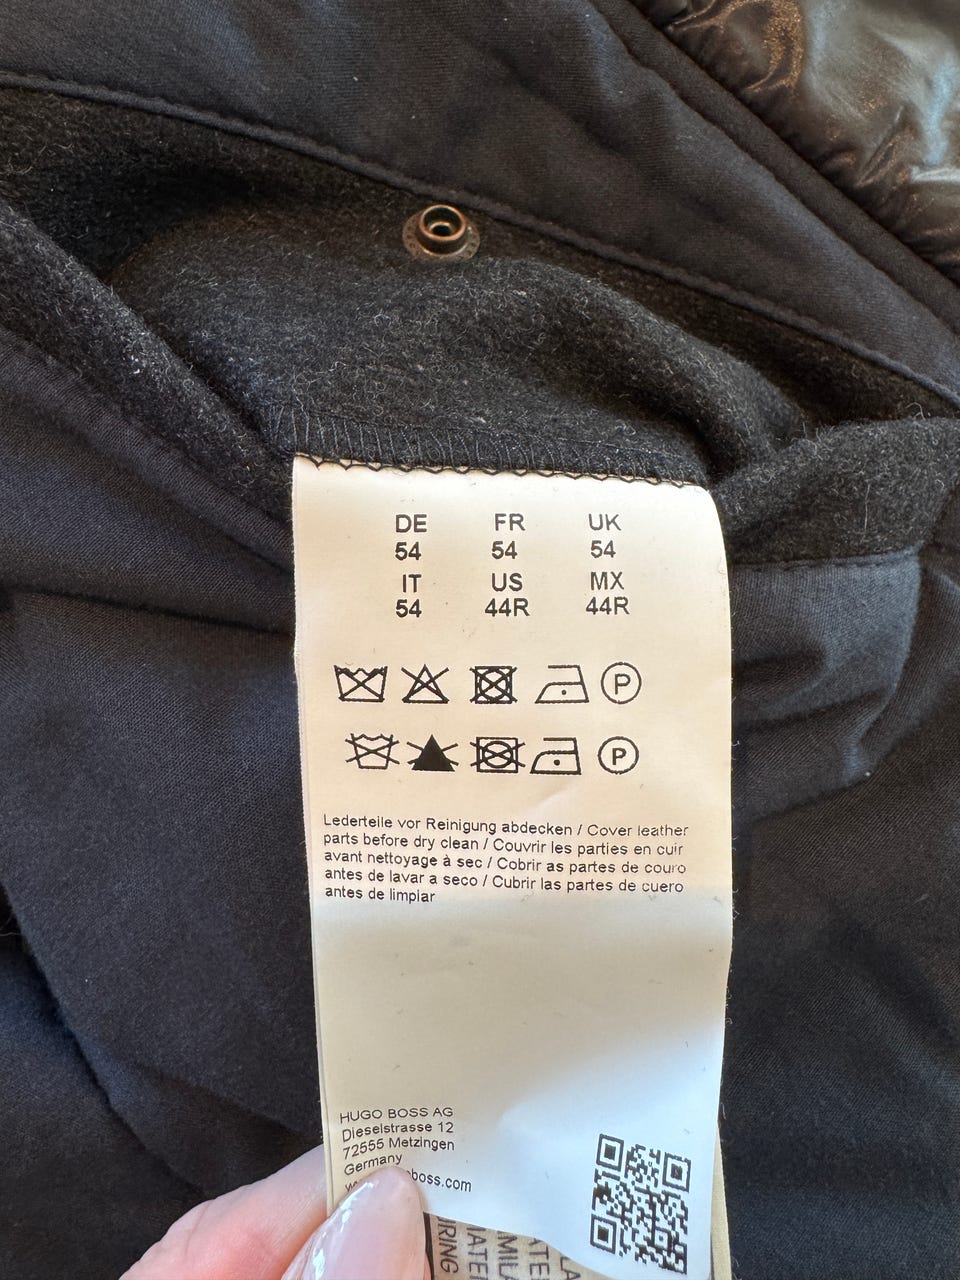 DE FR UK
54 54 54
IT US MX
54 44R 44R
P
P
Lederteile vor Reinigung abdecken / Cover leather
parts before dry clean / Couvrir les parties en cuir
avant nettoyage à sec / Cobrir as partes de couro
antes de lavar a seco / Cubrir las partes de cuero
antes de limpiar
HUGO BOSS AG
Dieselstrasse 12
72555 Metzingen
Germany